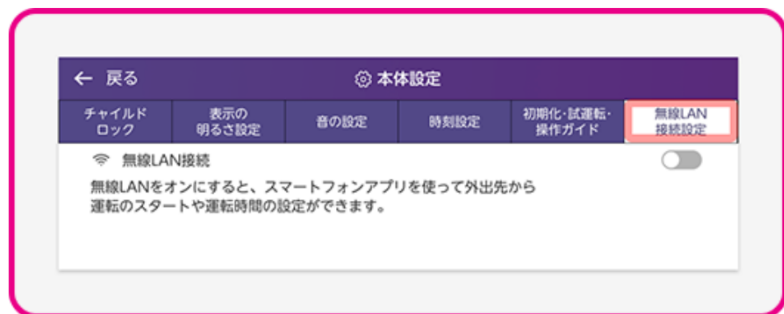 ← 戻る
本体設定
チャイルド
ロック
表示の
明るさ設定
音の設定
時刻設定
初期化・試運転・
操作ガイド
無線LAN
接続設定
無線LAN接続
無線LANをオンにすると、スマートフォンアプリを使って外出先から
運転のスタートや運転時間の設定ができます。